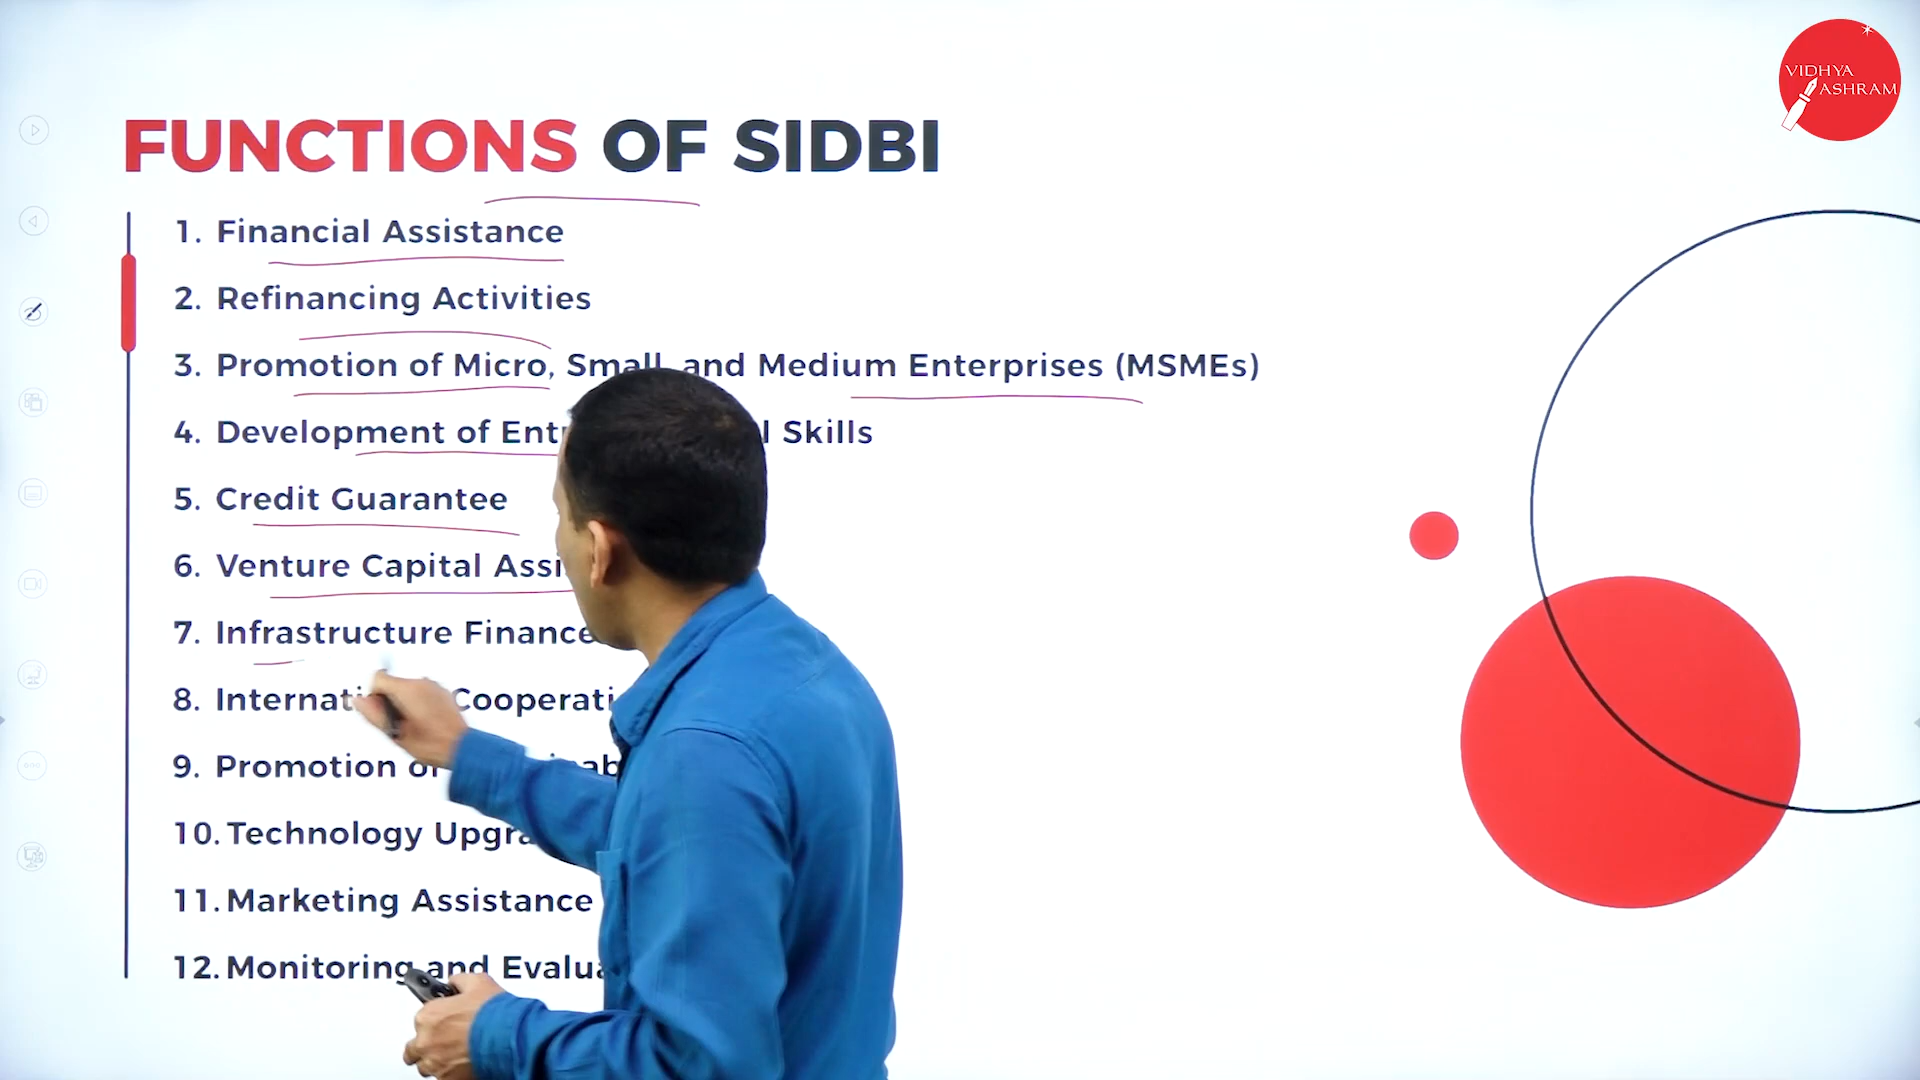 VIDHYA
ASHRAM
FUNCTIONS OF SIDBI
1. Financial Assistance
2. Refinancing Activities
3. Promotion of Micro, Small and Medium Enterprises (MSMEs)
4. Development of Skills
5. Credit Guarantee
6. Venture Capital
7. Infrastructure Finance
8.
9. Promotion of
10. Technology
11. Marketing Assistance
12. Monitoring and